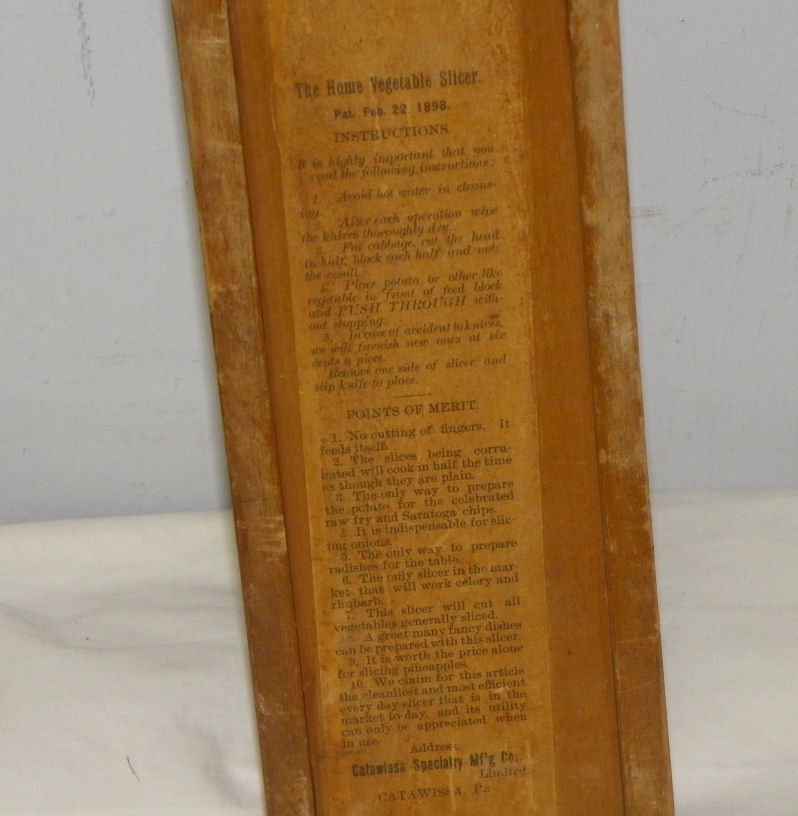 The Home Vegetable Slicer.
Pat. Feb. 22, 1898.
INSTRUCTIONS.
It is highly important that you
read the following instructions:
1. Avoid hot water in cleans-
ing.
2. After each operation wipe
the knives thoroughly dry.
3. For cabbage, cut the head
in half, block each half and note
the result.
Place potato or other like
vegetable in front of feed block
and PUSH THROUGH with-
out stopping.
In case of accident to knives,
we will furnish new ones at six
cents a piece.
Remove one side of slicer and
slip knife to place.
POINTS OF MERIT.
1. No cutting of fingers. It
feeds itself.
2. The slices being corru-
gated will cook in half the time
as though they are plain.
3. The only way to prepare
the potato for the celebrated
raw fry and Saratoga chips.
4. It is indispensable for slic-
ing onions.
5. The only way to prepare
radishes for the table.
6. The only slicer in the mar-
ket that will work celery and
rhubarb.
7. This slicer will cut all
vegetables generally sliced.
8. A great many fancy dishes
can be prepared with this slicer.
9. It is worth the price alone
for slicing pineapples.
10. We claim for this article
the cleanliest and most efficient
every day slicer that is in the
market to-day, and its utility
can only be appreciated when
in use.
Address,
Catawissa Specialty Mf'g Co.
Limited
CATAWISSA, Pa